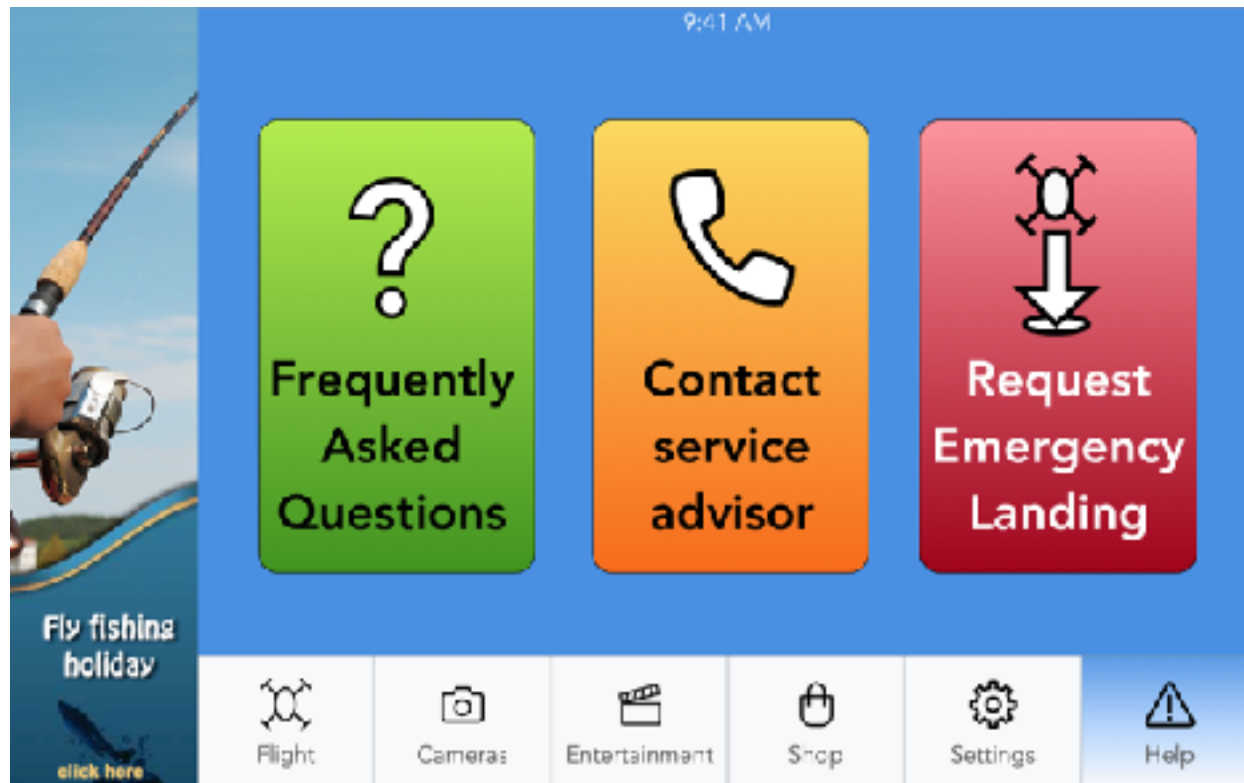 9:41 AM
Frequently
Asked
Questions
Contact
service
advisor
Request
Emergency
Landing
Fly fishing
holiday
click here
Flight
Cameras
Entertainment
Shop
Settings
Help